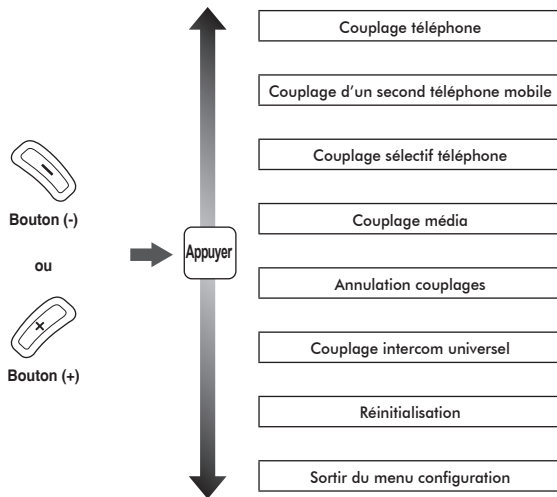 Couplage téléphone
Couplage d'un second téléphone mobile
Couplage sélectif téléphone
Bouton (-)
Couplage média
ou
Appuyer
Annulation couplages
Couplage intercom universel
Bouton (+)
Réinitialisation
Sortir du menu configuration